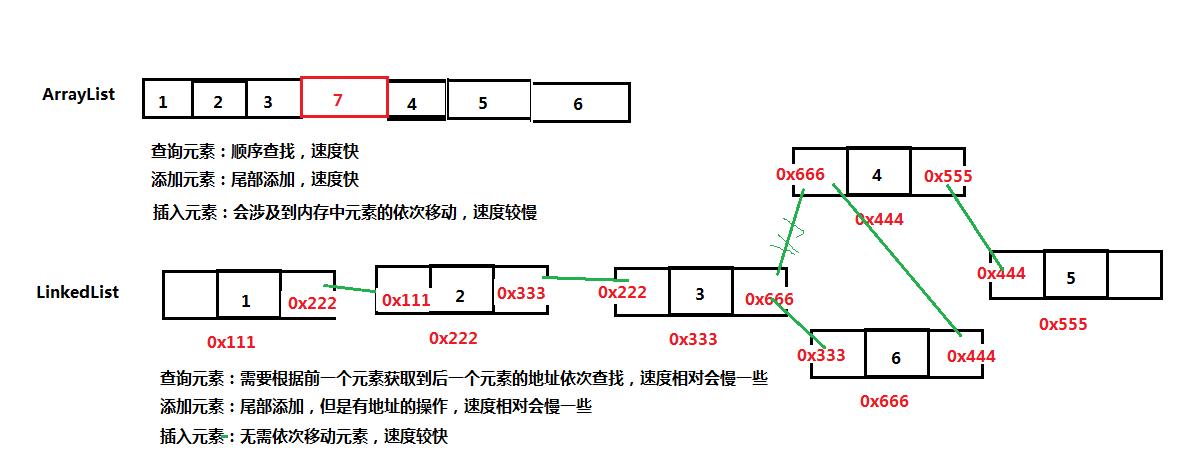 ArrayList
1 2 3 7 4 5 6
查询元素：顺序查找，速度快
添加元素：尾部添加，速度快
插入元素：会涉及到内存中元素的依次移动，速度较慢
0x666 4 0x555
0x444
LinkedList
1 0x222
0x111
0x111 2 0x333
0x222
0x222 3 0x666
0x333
0x444 5
0x555
0x333 6 0x444
0x666
查询元素：需要根据前一个元素获取到后一个元素的地址依次查找，速度相对会慢一些
添加元素：尾部添加，但是有地址的操作，速度相对会慢一些
插入元素：无需依次移动元素，速度较快